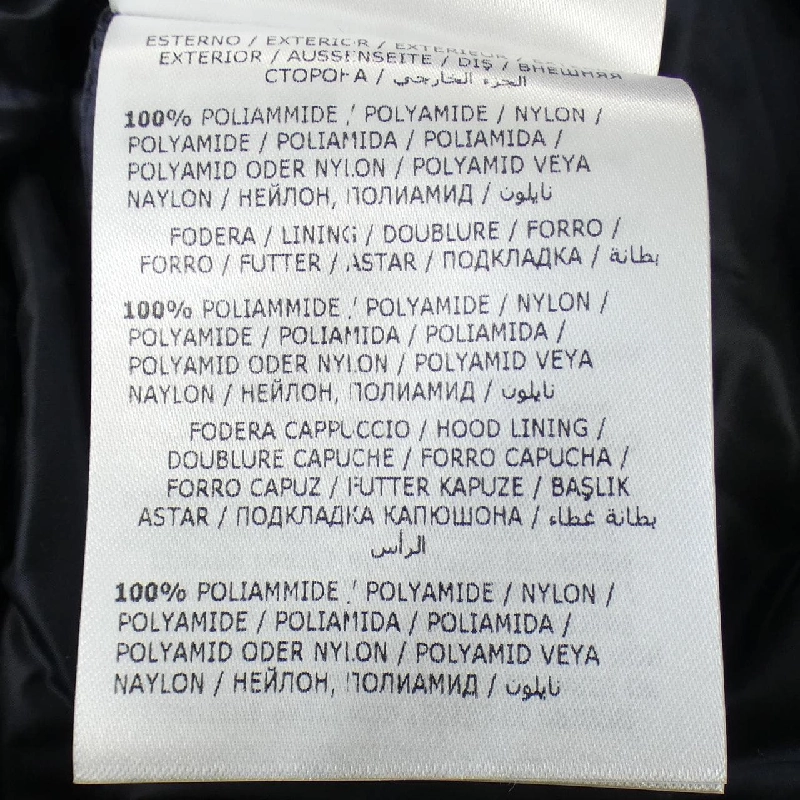 ESTERNO / EXTERIOR / EXTERIEUR /
EXTERIOR / AUSSENSEITE / DIŞ / ВНЕШНЯЯ
СТОРОНА / الجزء الخارجي
100% POLIAMMIDE / POLYAMIDE / NYLON /
POLYAMIDE / POLIAMIDA / POLIAMIDA /
POLYAMID ODER NYLON / POLYAMID VEYA
NAYLON / НЕЙЛОН, ПОЛИАМИД / نايلون
FODERA / LINING / DOUBLURE / FORRO /
FORRO / FUTTER / ASTAR / ПОДКЛАДКА / بطانة
100% POLIAMMIDE / POLYAMIDE / NYLON /
POLYAMIDE / POLIAMIDA / POLIAMIDA /
POLYAMID ODER NYLON / POLYAMID VEYA
NAYLON / НЕЙЛОН, ПОЛИАМИД / نايلون
FODERA CAPPUCCIO / HOOD LINING /
DOUBLURE CAPUCHE / FORRO CAPUCHA /
FORRO CAPUZ / FUTTER KAPUZE / BAŞLIK
ASTAR / ПОДКЛАДКА КАПЮШОНА / بطانة غطاء
الرأس
100% POLIAMMIDE / POLYAMIDE / NYLON /
POLYAMIDE / POLIAMIDA / POLIAMIDA /
POLYAMID ODER NYLON / POLYAMID VEYA
NAYLON / НЕЙЛОН, ПОЛИАМИД / نايلون